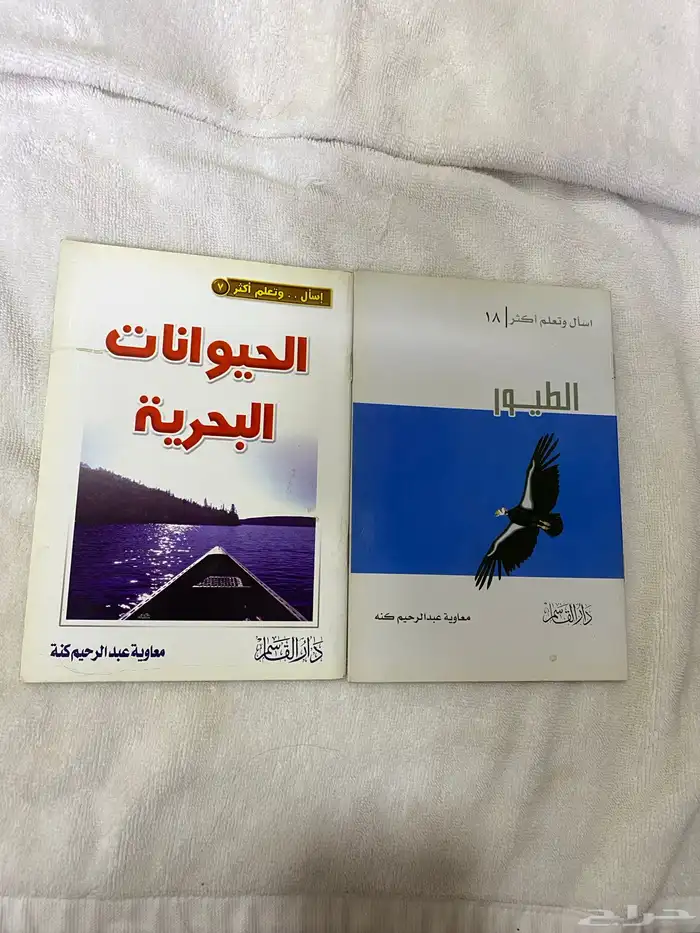 اسأل وتعلم أكثر | ١٨
الطيور
دار القاسم
معاوية عبدالرحيم كنه
إسأل . . وتعلم أكثر ٧
الحيوانات
البحرية
دار القاسم
معاوية عبدالرحيم كنة
حراج